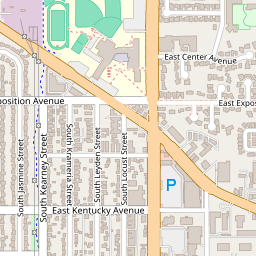 East Center Avenue
position Avenue
East Expos
South Jasmine Street
South Kearney Street
South Krameria Street
South Leyden Street
South Locust Street
P
East Kentucky Avenue